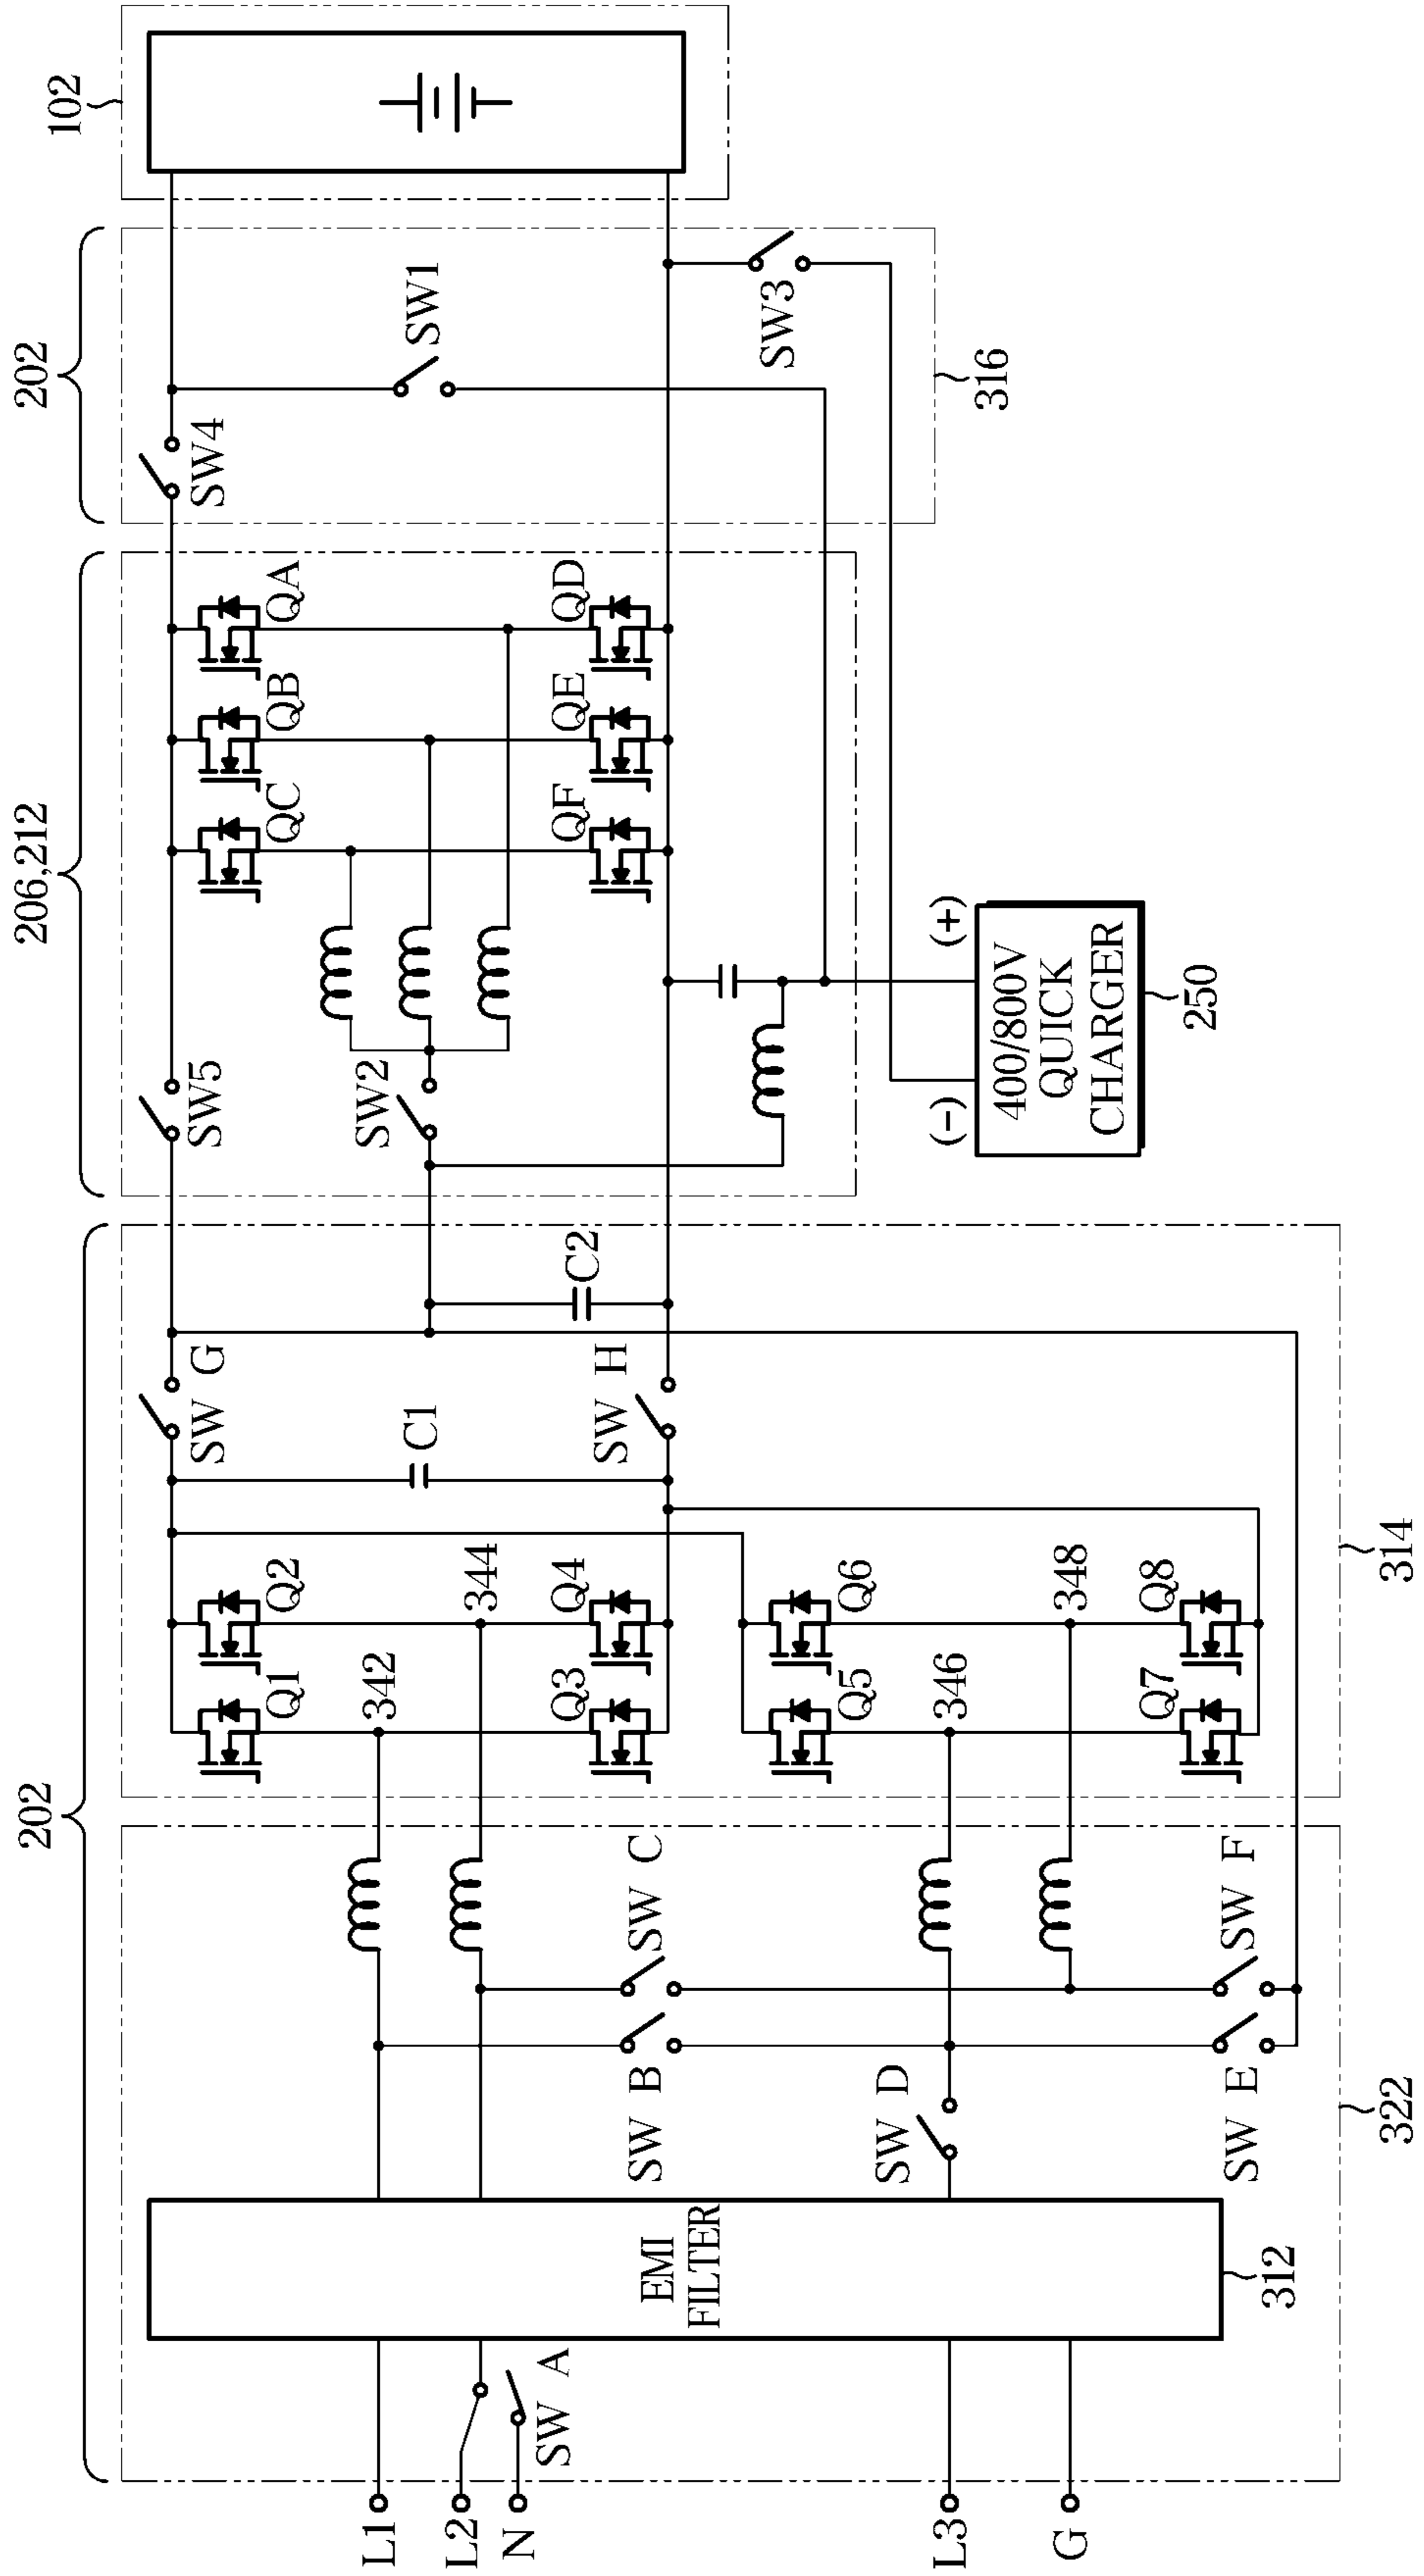 202
206,212
202
102
L1
L2
N
L3
G
SW A
EMI
FILTER
312
SW B
SW C
SW D
SW E
SW F
322
Q1
Q2
342
344
Q3
Q4
Q5
Q6
346
348
Q7
Q8
314
C1
SW G
SW H
C2
SW5
SW2
QC
QB
QA
QF
QE
QD
(-)
(+)
400/800V
QUICK
CHARGER
250
SW4
SW1
SW3
316